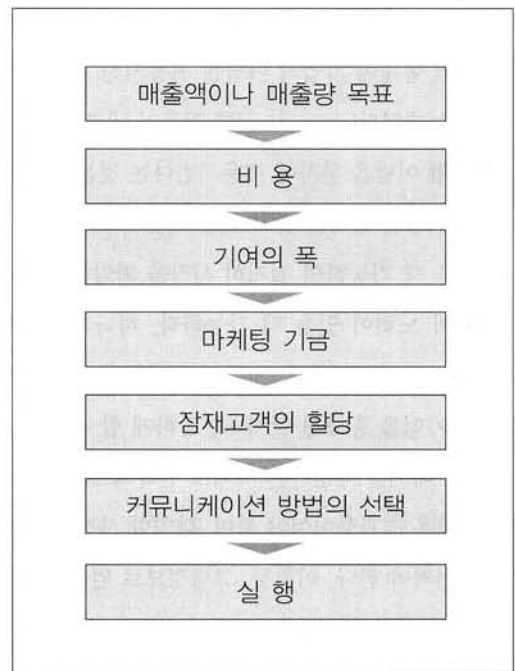 매출액이나 매출량 목표
비 용
기여의 폭
마케팅 기금
잠재고객의 할당
커뮤니케이션 방법의 선택
실 행